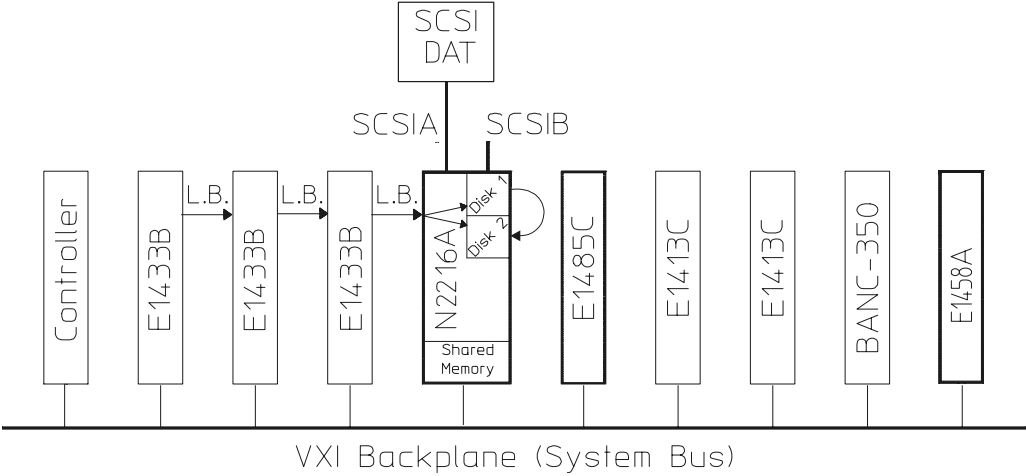 SCSI
DAT
SCSIA
SCSIB
Controller
E1433B
L.B.
E1433B
L.B.
E1433B
L.B.
N2216A
Disk 1
Disk 2
Shared
Memory
E1485C
E1413C
E1413C
BANC-350
E1458A
VXI Backplane (System Bus)